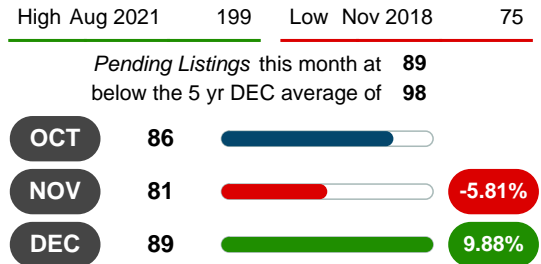 High Aug 2021 199 Low Nov 2018 75
Pending Listings this month at 89
below the 5 yr DEC average of 98
OCT 86
NOV 81 -5.81%
DEC 89 9.88%